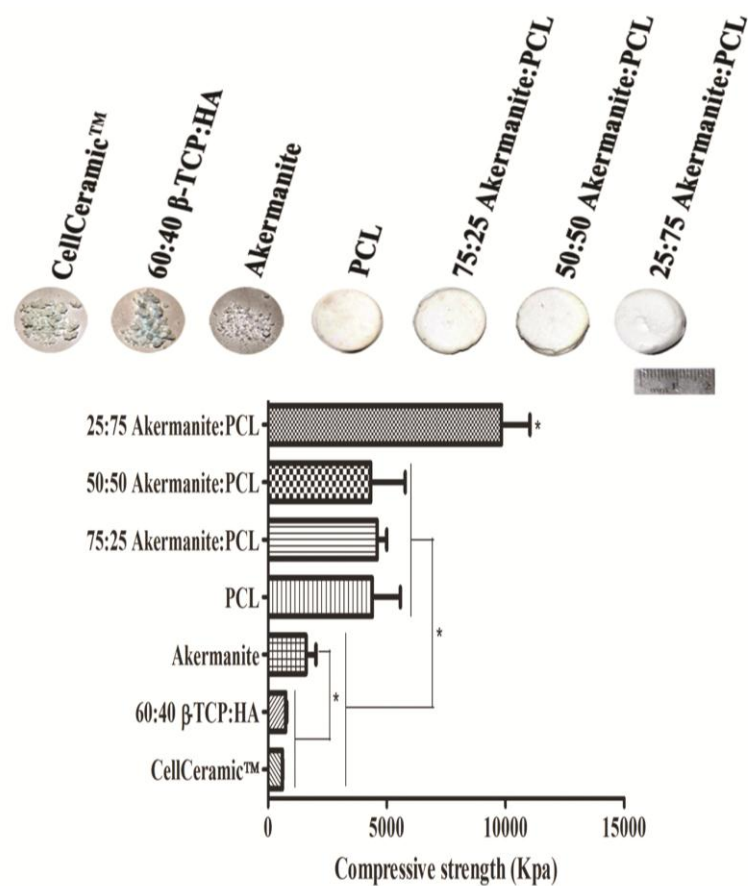 CellCeramic™
60:40 β-TCP:HA
Akermanite
PCL
75:25 Akermanite:PCL
50:50 Akermanite:PCL
25:75 Akermanite:PCL
25:75 Akermanite:PCL
*
50:50 Akermanite:PCL
75:25 Akermanite:PCL
PCL
*
Akermanite
*
60:40 β-TCP:HA
CellCeramic™
0 5000 10000 15000
Compressive strength (Kpa)